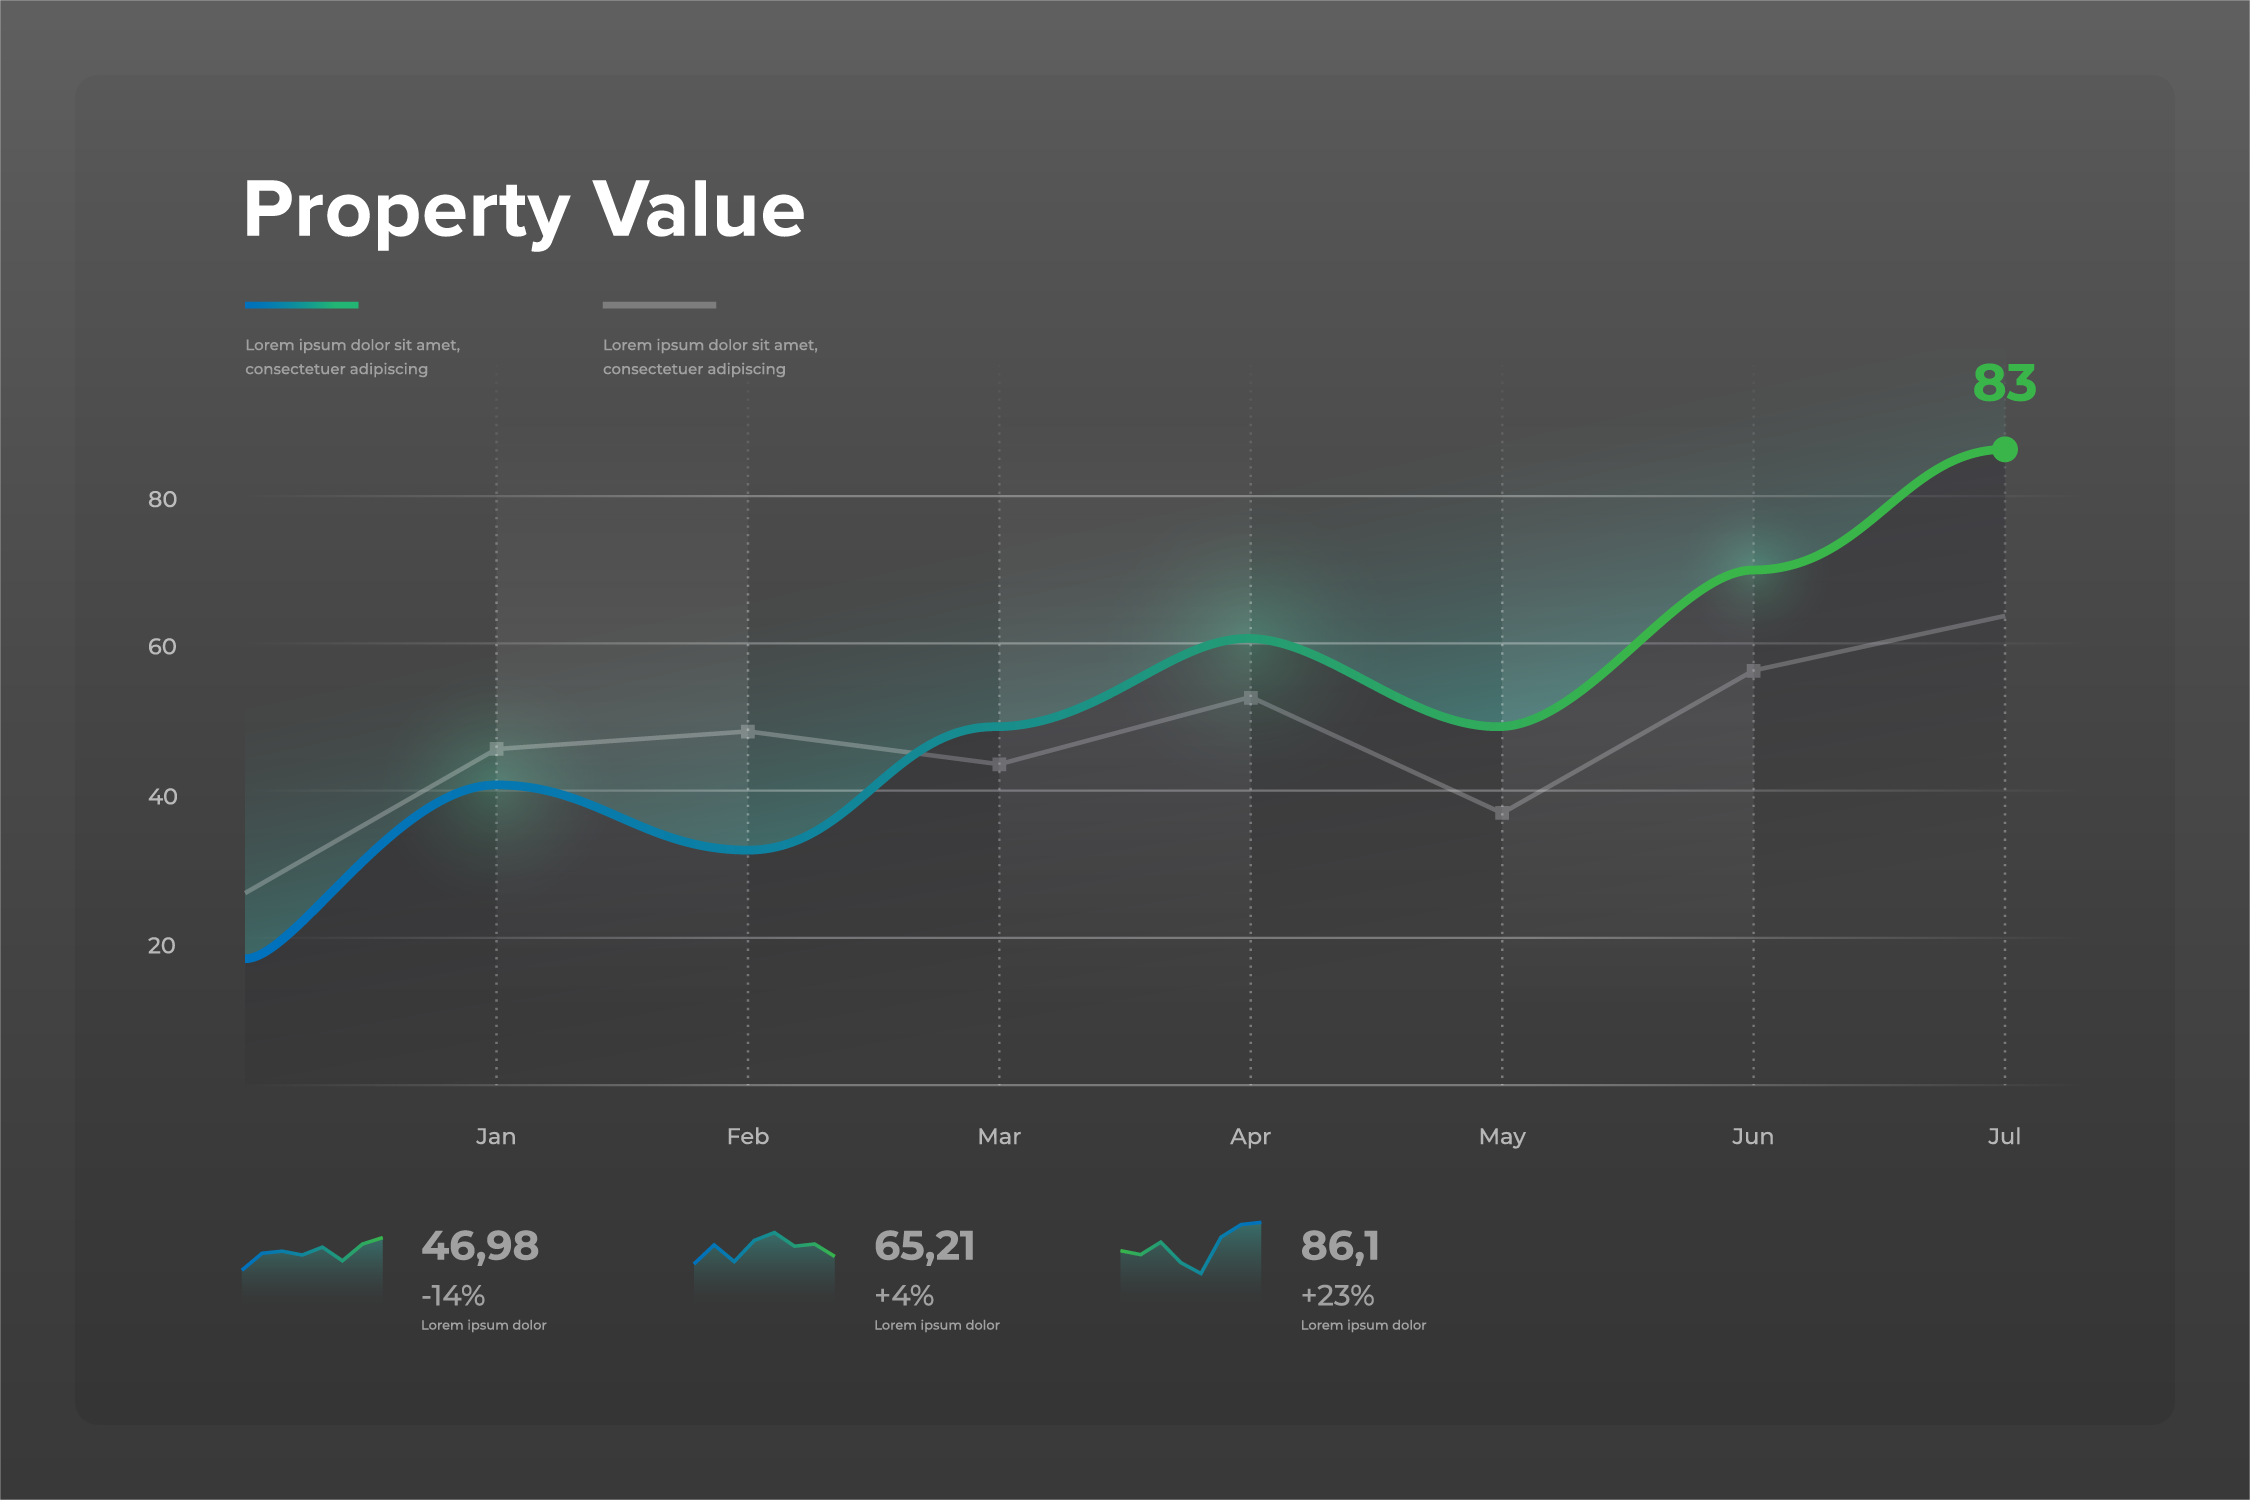 Property Value
Lorem ipsum dolor sit amet,
consectetuer adipiscing
Lorem ipsum dolor sit amet,
consectetuer adipiscing
83
80
60
40
20
Jan
Feb
Mar
Apr
May
Jun
Jul
46,98
-14%
Lorem ipsum dolor
65,21
+4%
Lorem ipsum dolor
86,1
+23%
Lorem ipsum dolor